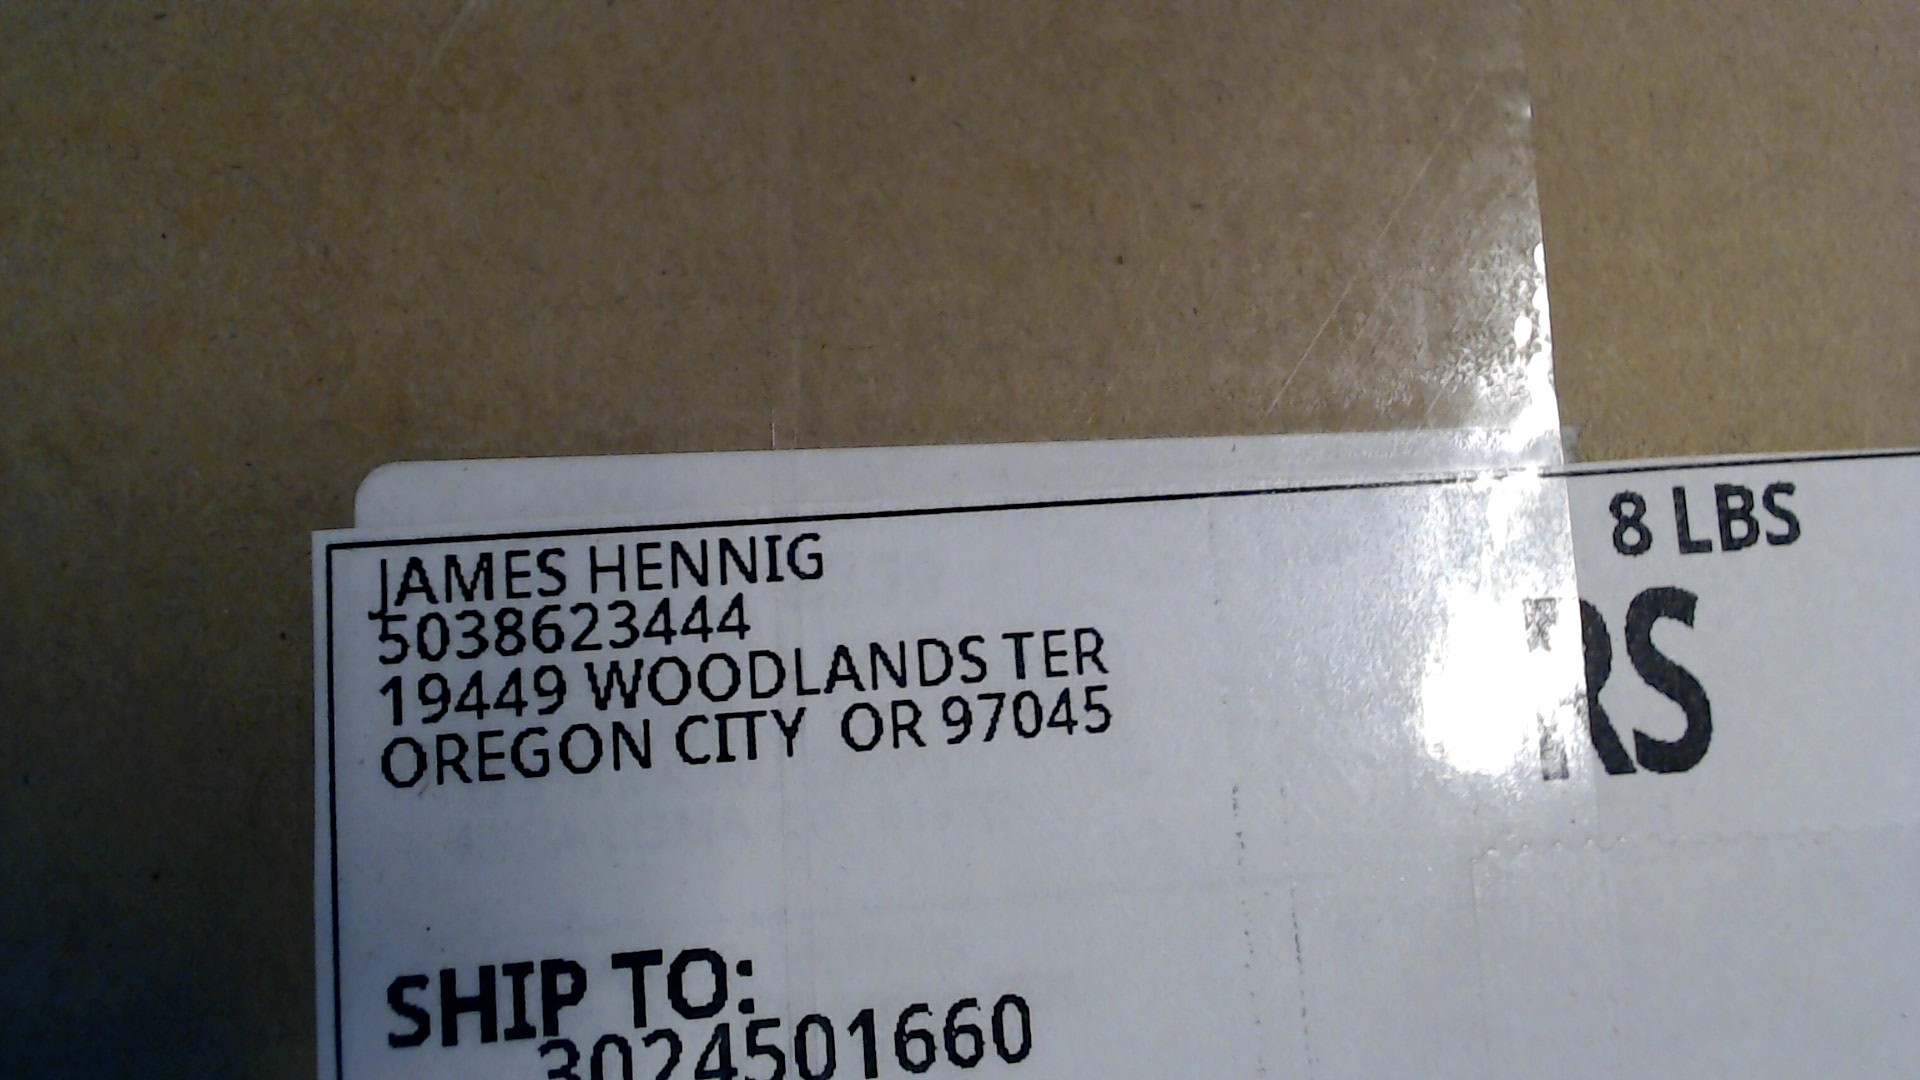 JAMES HENNIG
5038623444
19449 WOODLANDS TER
OREGON CITY  OR 97045
8 LBS
RS
SHIP TO:
3024501660